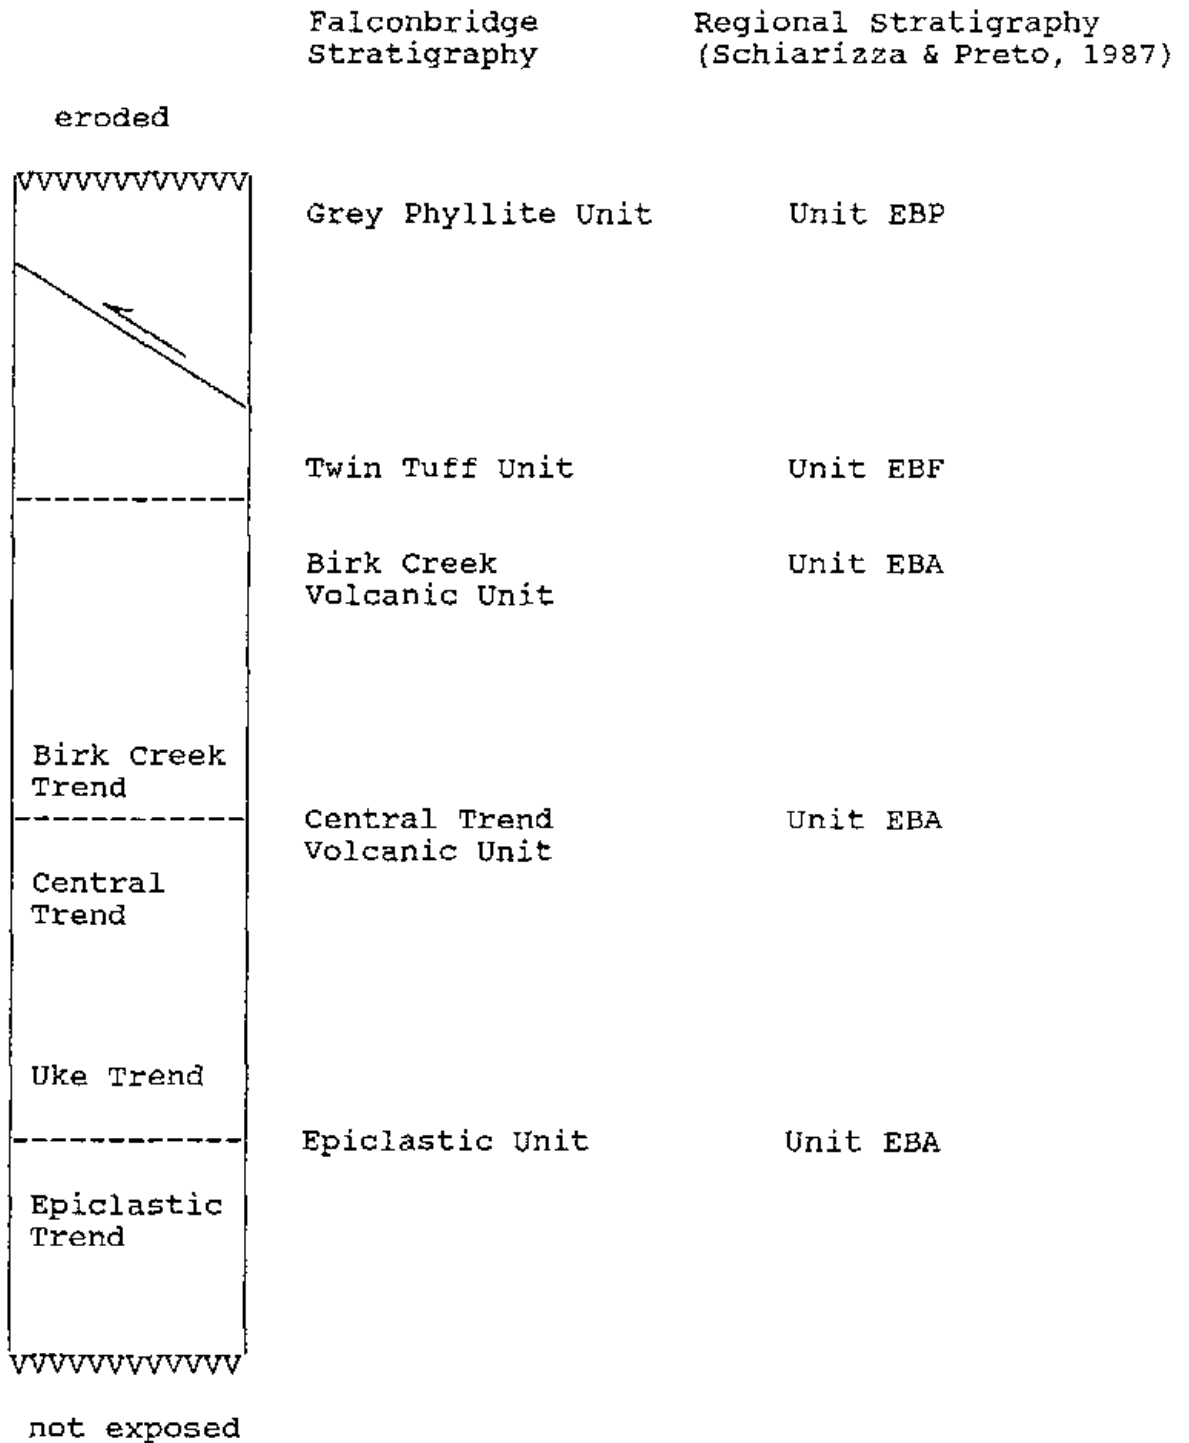 Falconbridge Regional Stratigraphy
Stratigraphy (Schiarizza & Preto, 1987)
eroded
VVVVVVVVVVVV
Grey Phyllite Unit Unit EBP
Twin Tuff Unit Unit EBF
Birk Creek Unit EBA
Volcanic Unit
Birk Creek
Trend
Central Trend Unit EBA
Volcanic Unit
Central
Trend
Uke Trend
Epiclastic Unit Unit EBA
Epiclastic
Trend
VVVVVVVVVVVV
not exposed